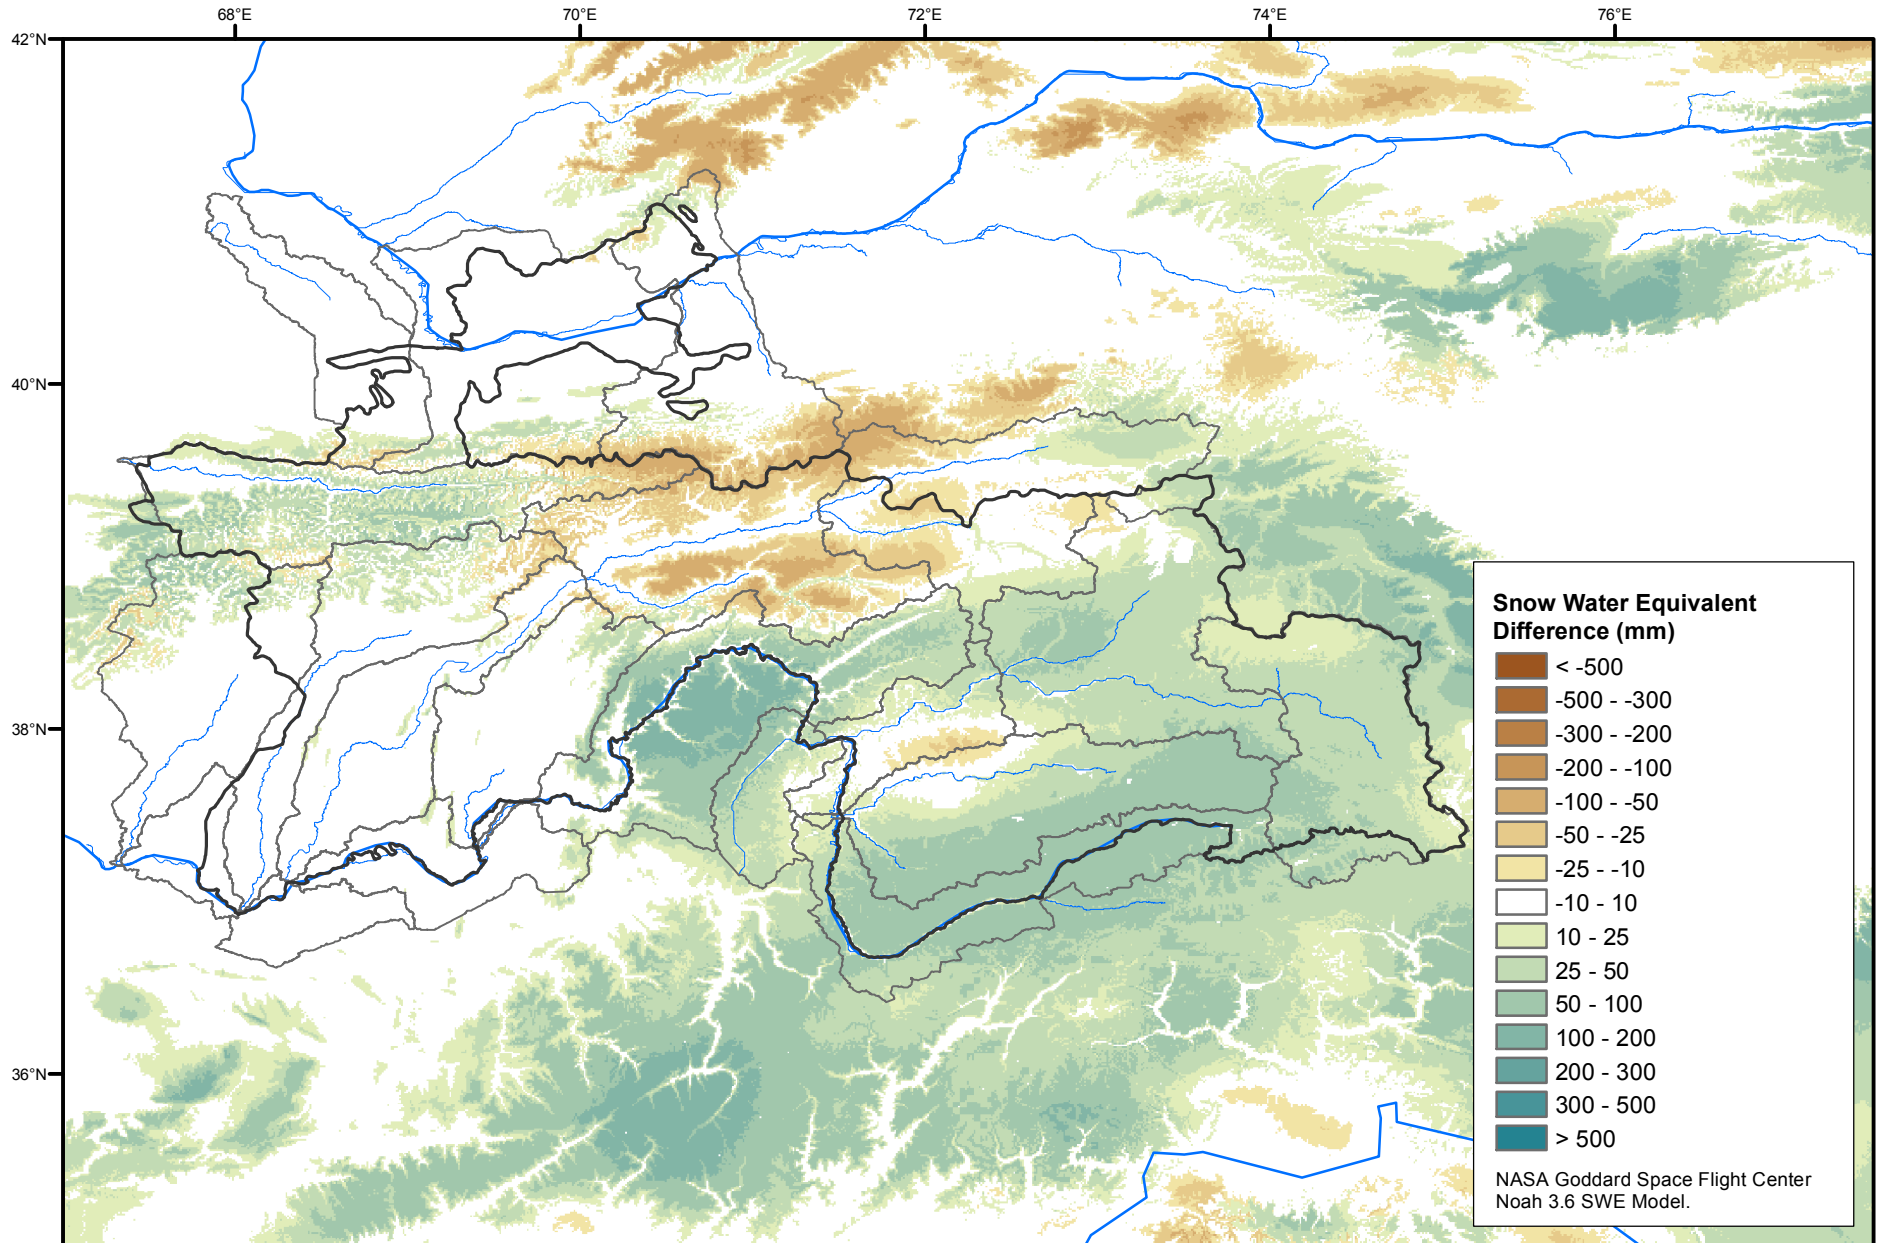 68°E 70°E 72°E 74°E 76°E
42°N
40°N
38°N
36°N
Snow Water Equivalent
Difference (mm)
< -500
-500 - -300
-300 - -200
-200 - -100
-100 - -50
-50 - -25
-25 - -10
-10 - 10
10 - 25
25 - 50
50 - 100
100 - 200
200 - 300
300 - 500
> 500
NASA Goddard Space Flight Center
Noah 3.6 SWE Model.